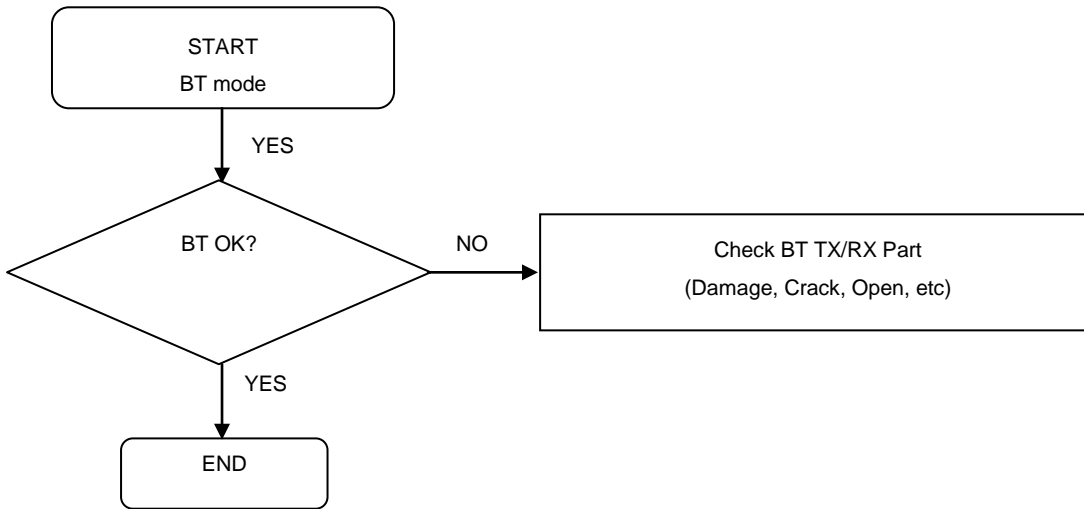 START
BT mode
YES
BT OK?
NO
Check BT TX/RX Part
(Damage, Crack, Open, etc)
YES
END